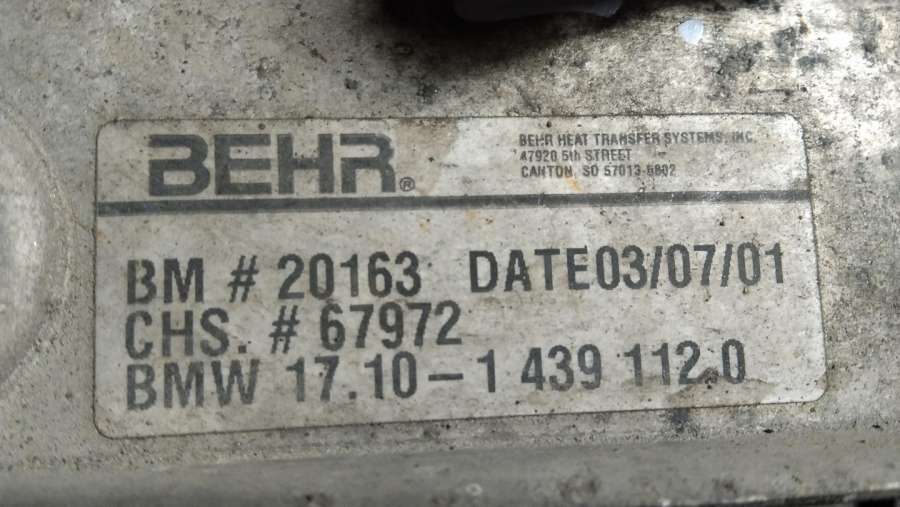 BEHR®
BEHR HEAT TRANSFER SYSTEMS, INC.
47920 5th STREET
CANTON, SO 57013-5802
BM # 20163 DATE03/07/01
CHS. # 67972
BMW 17.10-1 439 112.0